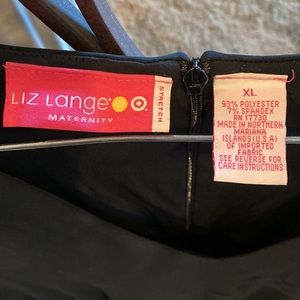 LIZ Lange
for
MATERNITY
STRETCH
XL
93% POLYESTER
7% SPANDEX
RN 17730
MADE IN NORTHERN
MARIANA
ISLANDS (U.S.A)
OF IMPORTED
FABRIC
SEE REVERSE FOR
CARE INSTRUCTIONS